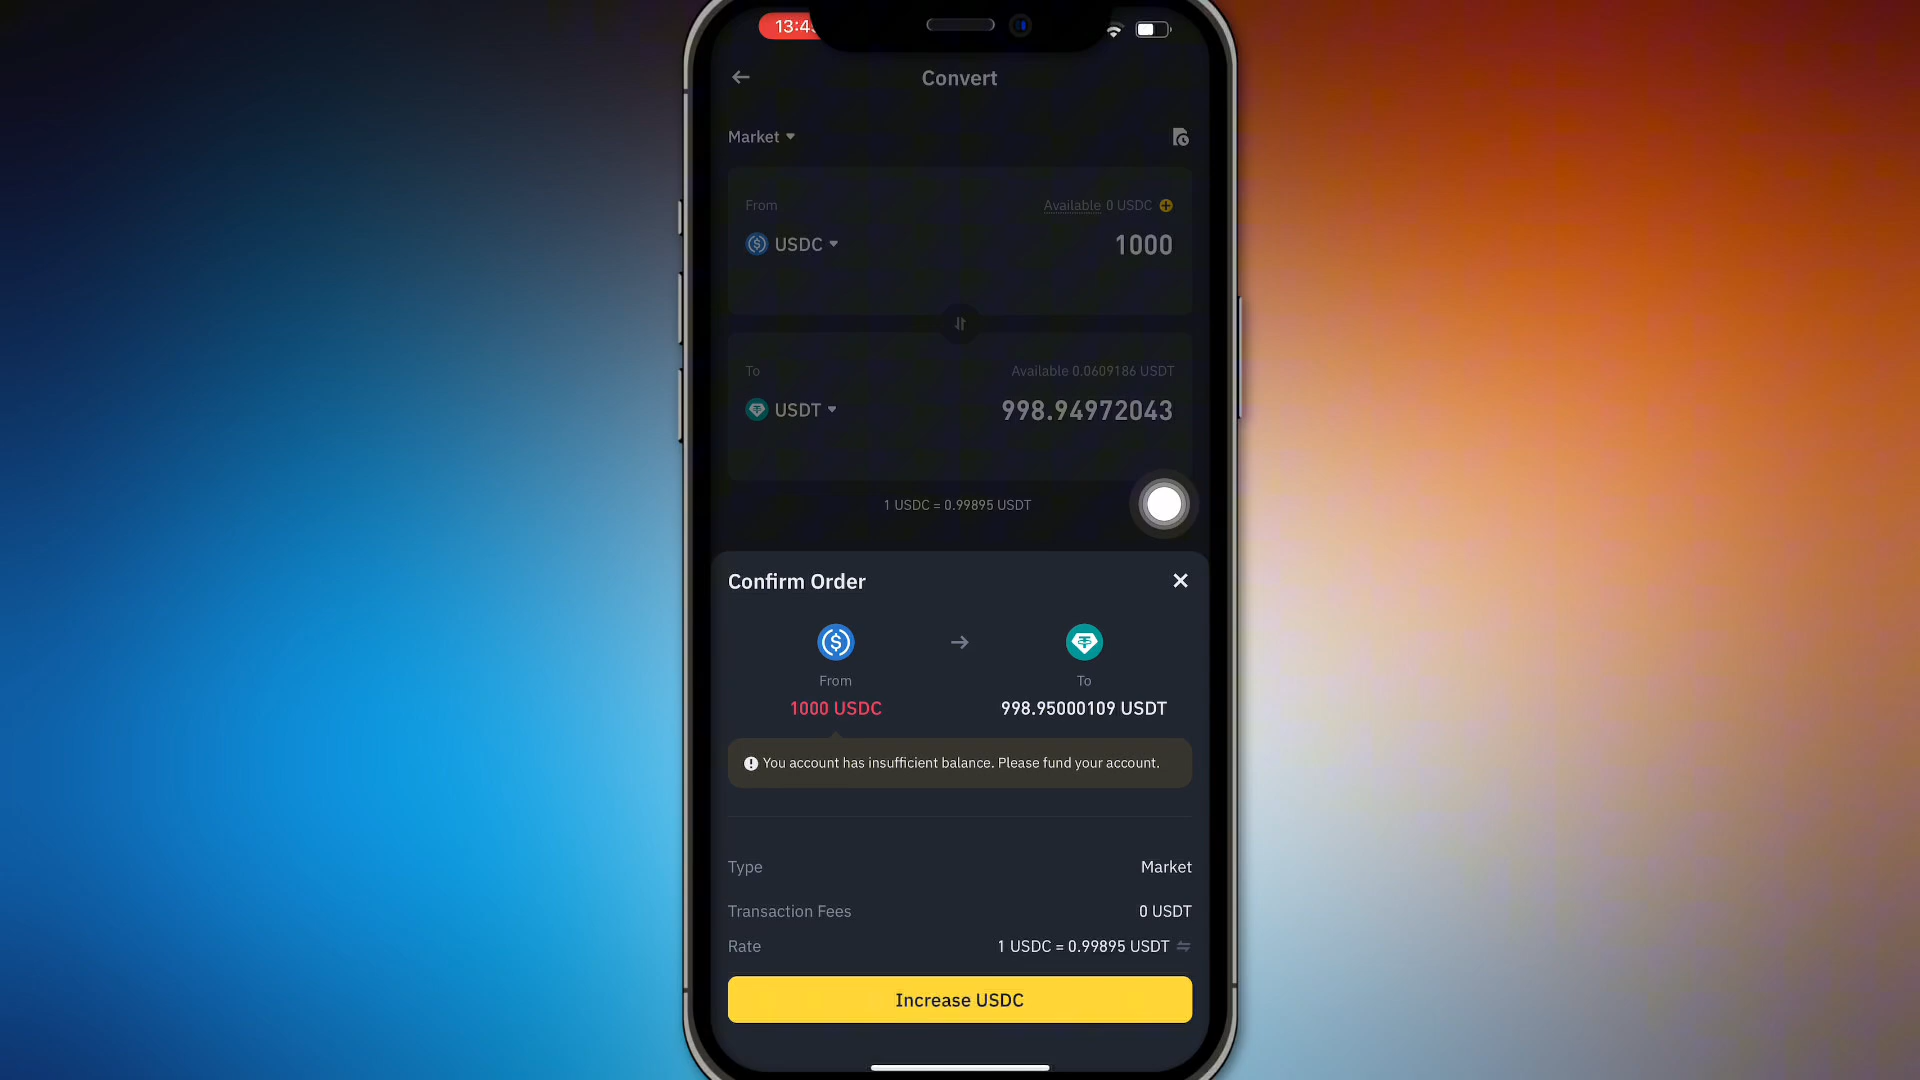 Convert
Market
From
Available 0 USDC
USDC
1000
To
Available 0.0609186 USDT
USDT
998.94972043
1 USDC = 0.99895 USDT
Confirm Order
From
To
1000 USDC
998.95000109 USDT
You account has insufficient balance. Please fund your account.
Type
Market
Transaction Fees
0 USDT
Rate
1 USDC = 0.99895 USDT
Increase USDC